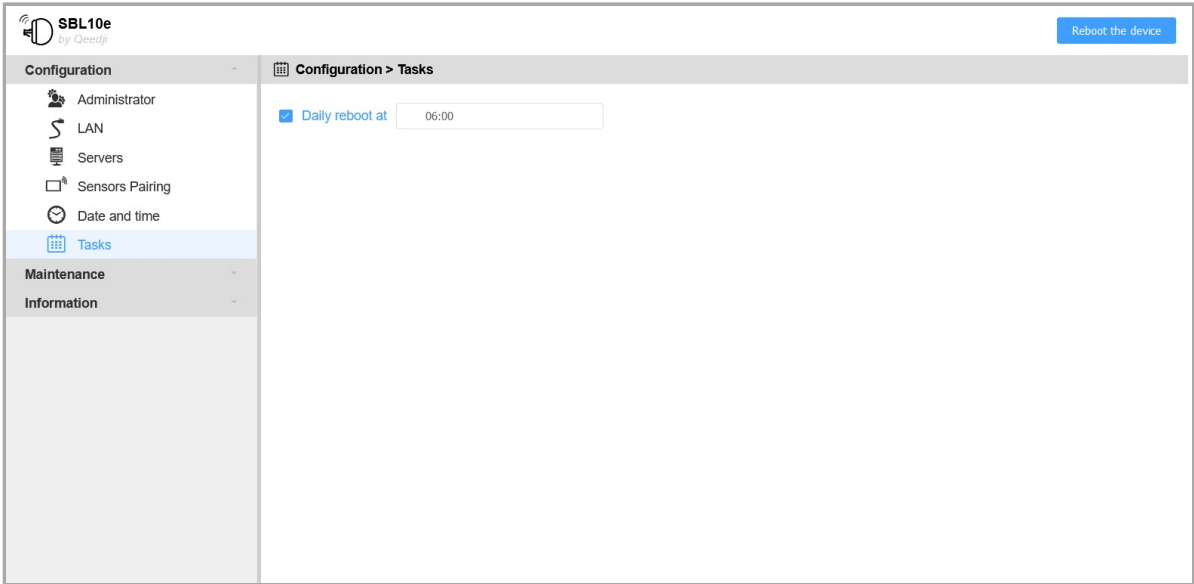 SBL10e
by Qeedji
Reboot the device
Configuration
Administrator
LAN
Servers
Sensors Pairing
Date and time
Tasks
Maintenance
Information
Configuration > Tasks
Daily reboot at 06:00